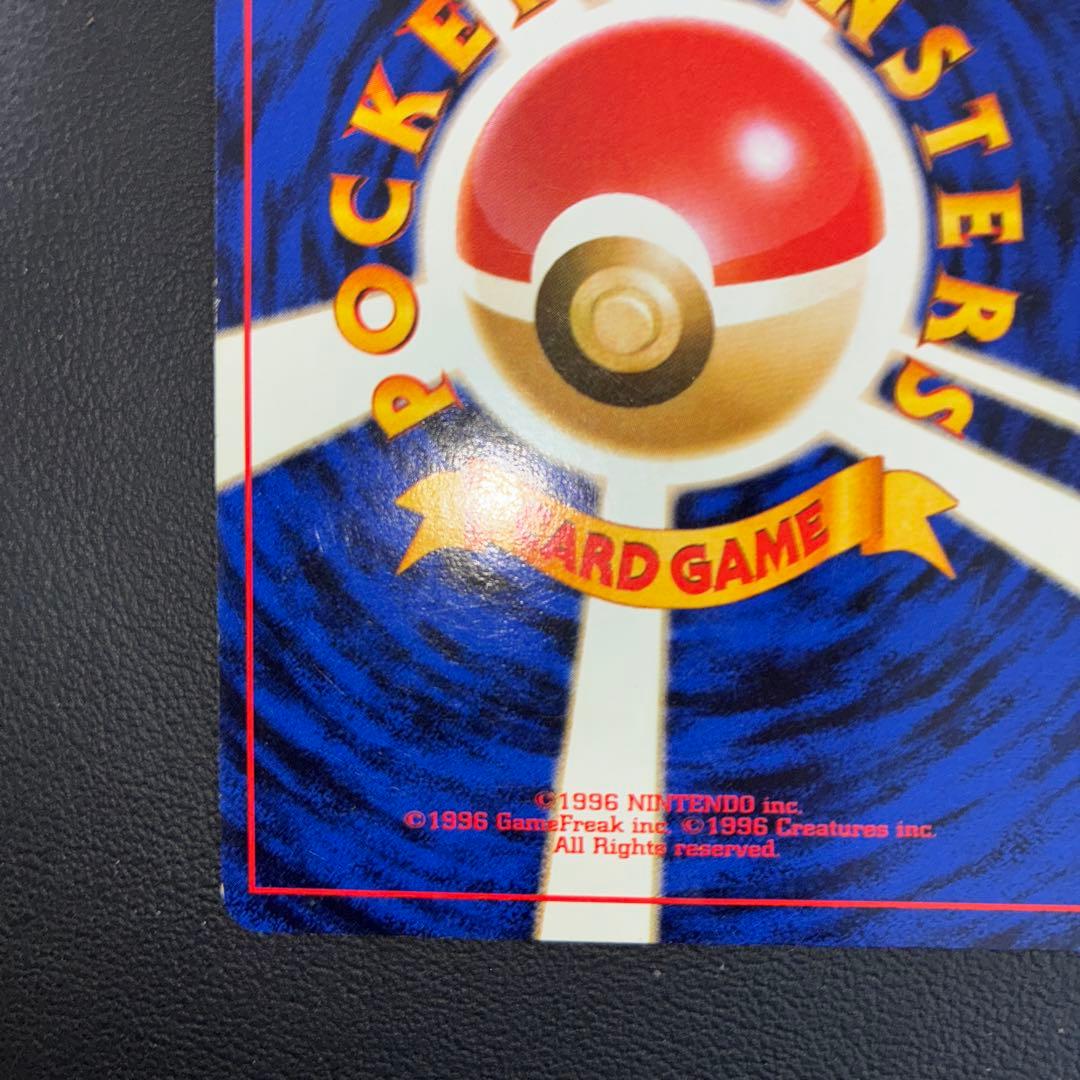 POCKE NSTERS
ARD GAME
©1996 NINTENDO inc.
©1996 GameFreak inc. ©1996 Creatures inc.
All Rights reserved.